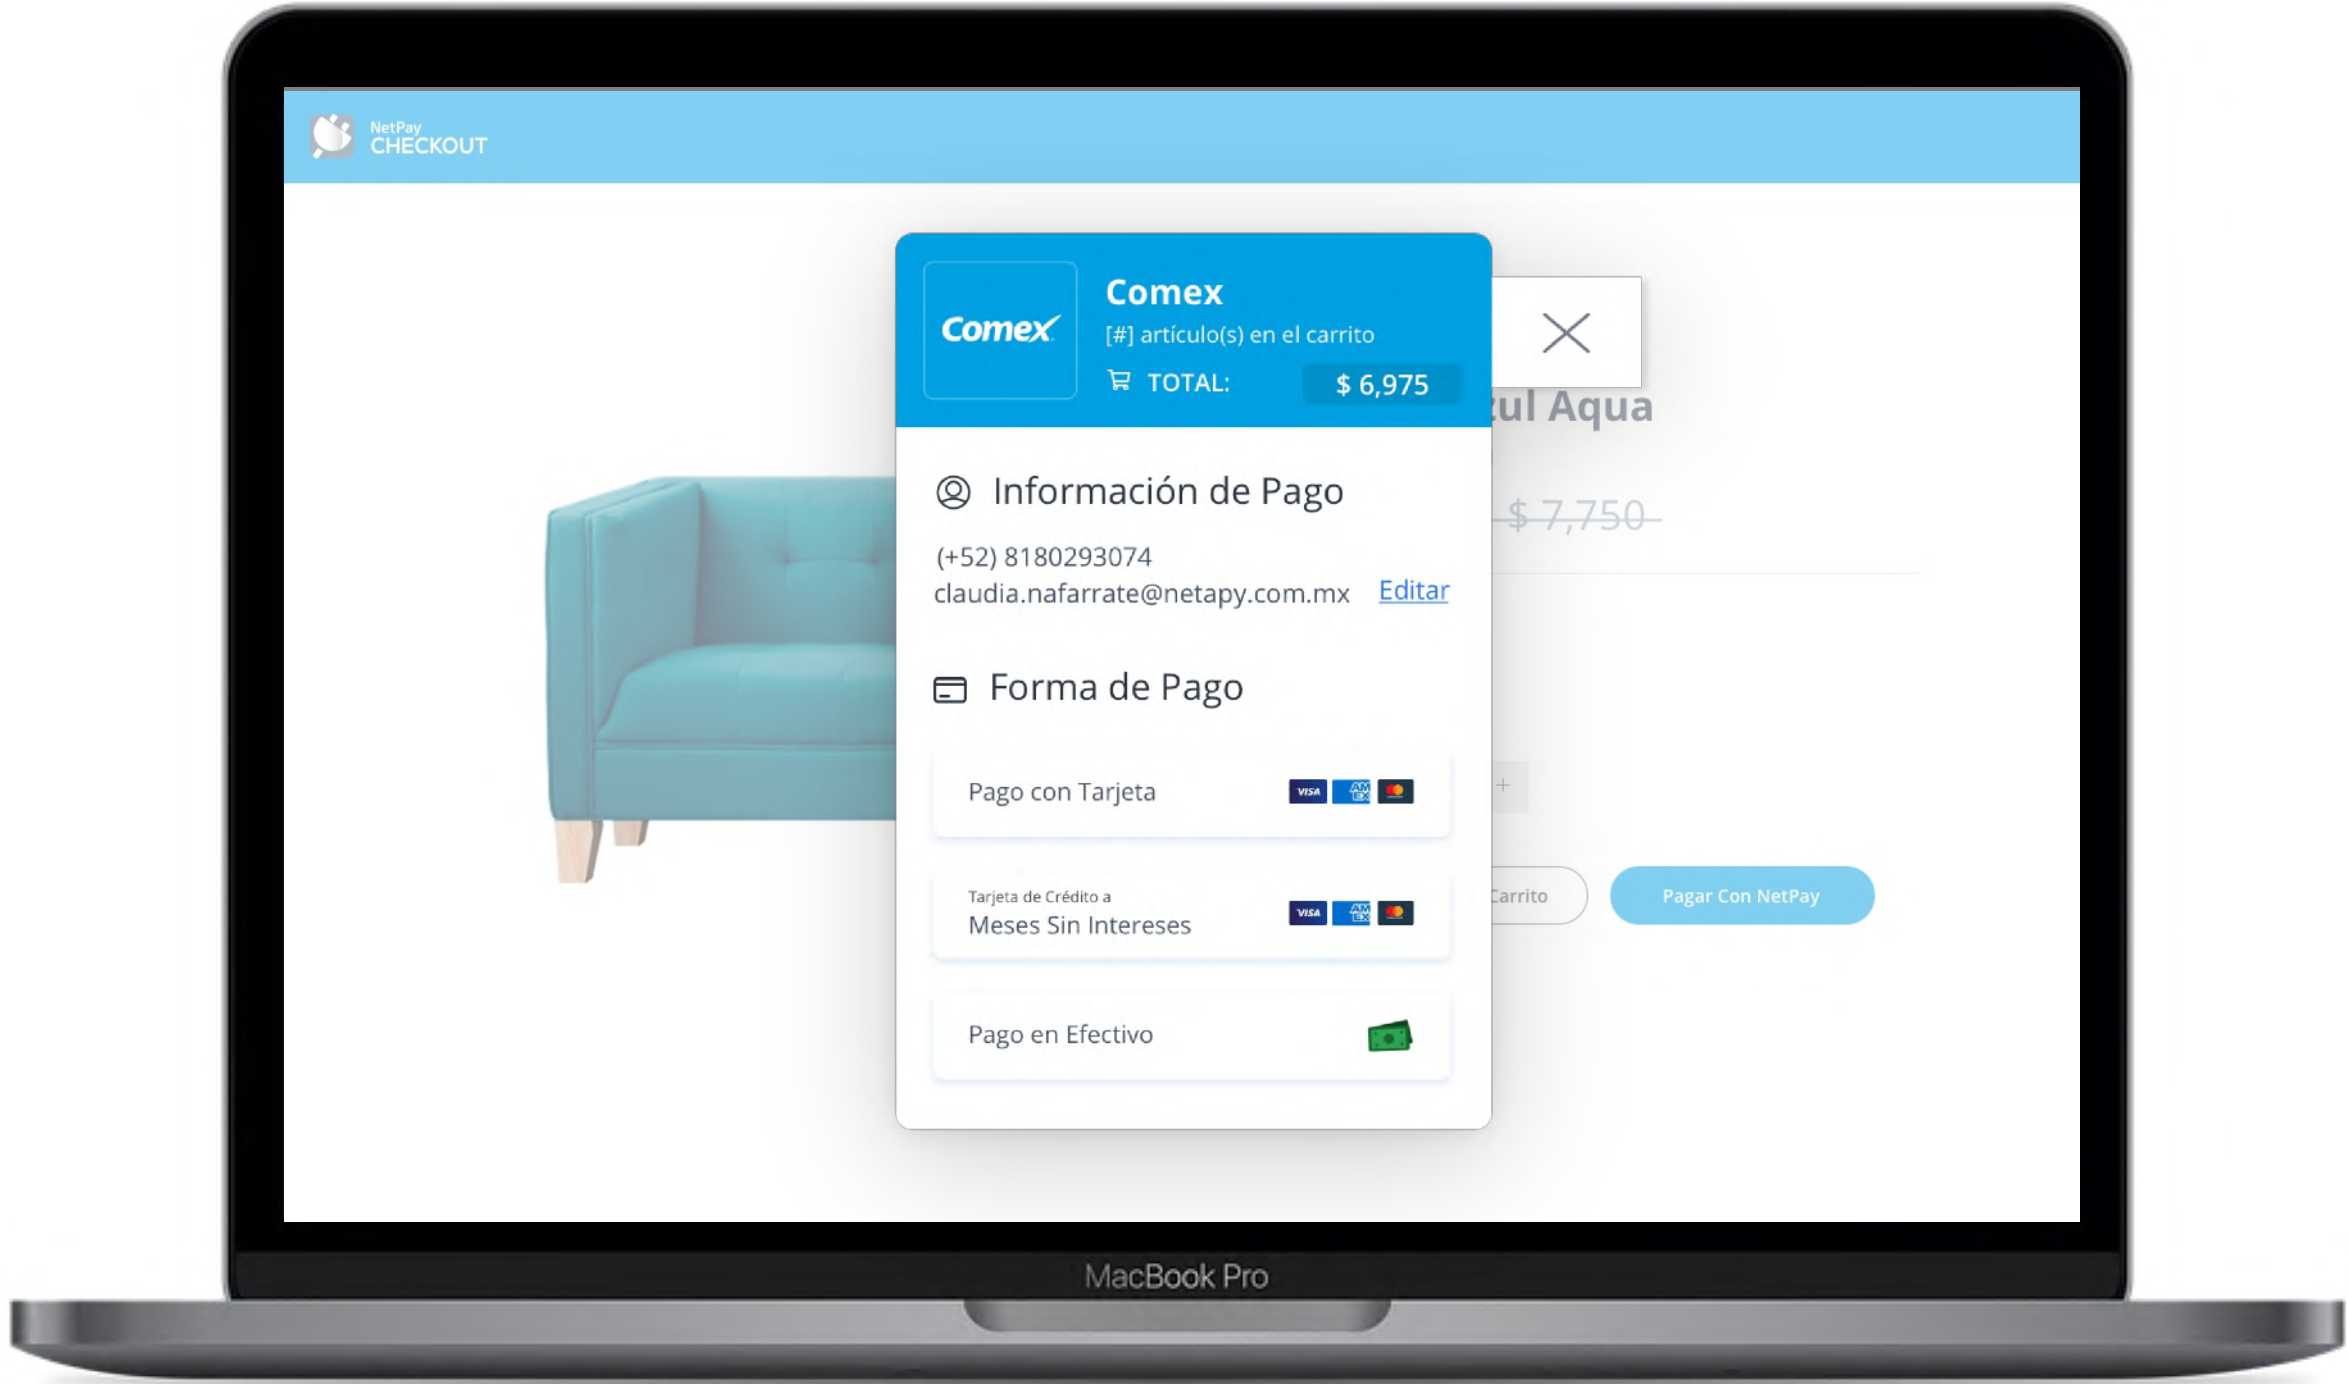 NetPay
CHECKOUT
Comex
Comex
[#] artículo(s) en el carrito
TOTAL: $ 6,975
Aqua
$ 7,750
Información de Pago
(+52) 8180293074
claudia.nafarrate@netapy.com.mx Editar
Forma de Pago
Pago con Tarjeta VISA AMEX
+
Tarjeta de Crédito a
Meses Sin Intereses VISA AMEX
Carrito
Pagar Con NetPay
Pago en Efectivo
MacBook Pro